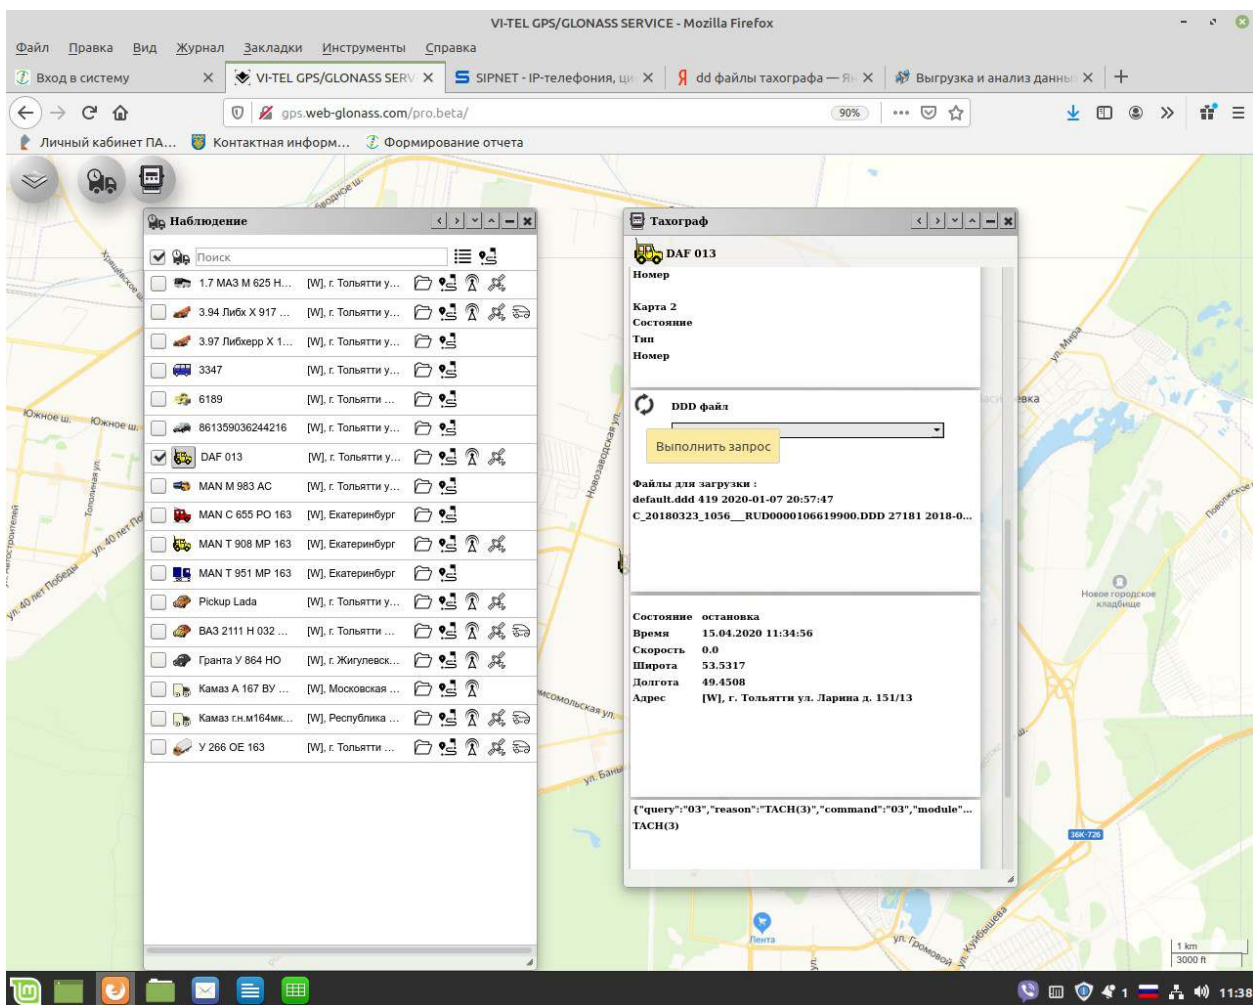 VI-TEL GPS/GLONASS SERVICE - Mozilla Firefox
Файл Правка Вид Журнал Закладки Инструменты Справка
Вход в систему
VI-TEL GPS/GLONASS SERV
SIPNET - IP-телефония, ци
dd файлы тахографа — Ян
Выгрузка и анализ данны
gps.web-glonass.com/pro.beta/
90%
Личный кабинет ПА... Контактная информ... Формирование отчета
Наблюдение
Поиск
1.7 МАЗ М 625 Н... [W], г. Тольятти у...
3.94 Либх Х 917 ... [W], г. Тольятти у...
3.97 Либхерр Х 1... [W], г. Тольятти у...
3347 [W], г. Тольятти у...
6189 [W], г. Тольятти ...
861359036244216 [W], г. Тольятти у...
DAF 013 [W], г. Тольятти у...
MAN M 983 AC [W], г. Тольятти у...
MAN C 655 PO 163 [W], Екатеринбург
MAN T 908 MP 163 [W], Екатеринбург
MAN T 951 MP 163 [W], Екатеринбург
Pickup Lada [W], г. Тольятти у...
ВАЗ 2111 Н 032 ... [W], г. Тольятти ...
Гранта У 864 НО [W], г. Жигулевск...
Камаз А 167 ВУ ... [W], Московская ...
Камаз г.н.м164мк... [W], Республика ...
У 266 ОЕ 163 [W], г. Тольятти ...
Тахограф
DAF 013
Номер
Карта 2
Состояние
Тип
Номер
DDD файл
Выполнить запрос
Файлы для загрузки :
default.ddd 419 2020-01-07 20:57:47
C_20180323_1056__RUD0000106619900.DDD 27181 2018-0...
Состояние остановка
Время 15.04.2020 11:34:56
Скорость 0.0
Широта 53.5317
Долгота 49.4508
Адрес [W], г. Тольятти ул. Ларина д. 151/13
{"query":"03","reason":"TACH(3)","command":"03","module"...
TACH(3)
Южное ш.
Южное ш.
Тополиная ул.
ул. 40 лет Победы
Новозаводская ул.
ул. Мира
Новое городское
кладбище
36К-726
Лента
ул. Громовой
1 km
3000 ft
1
11:38